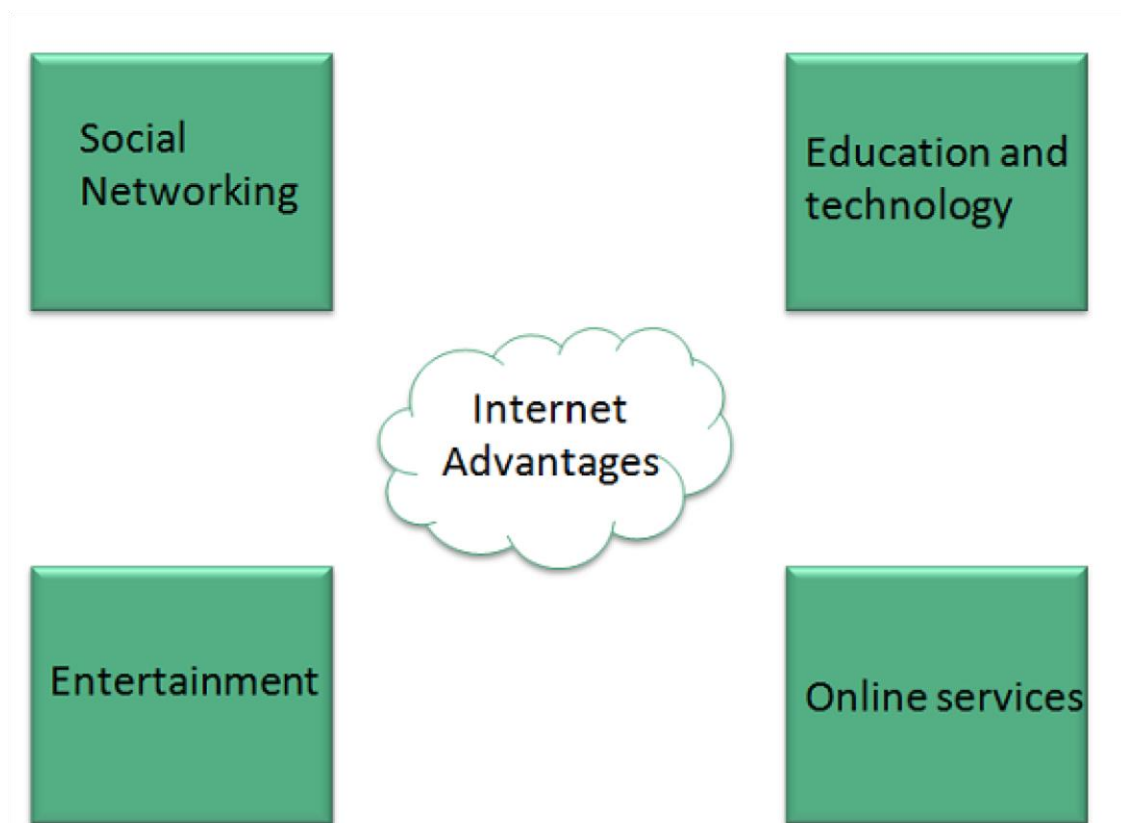 Social
Networking
Education and
technology
Internet
Advantages
Entertainment
Online services